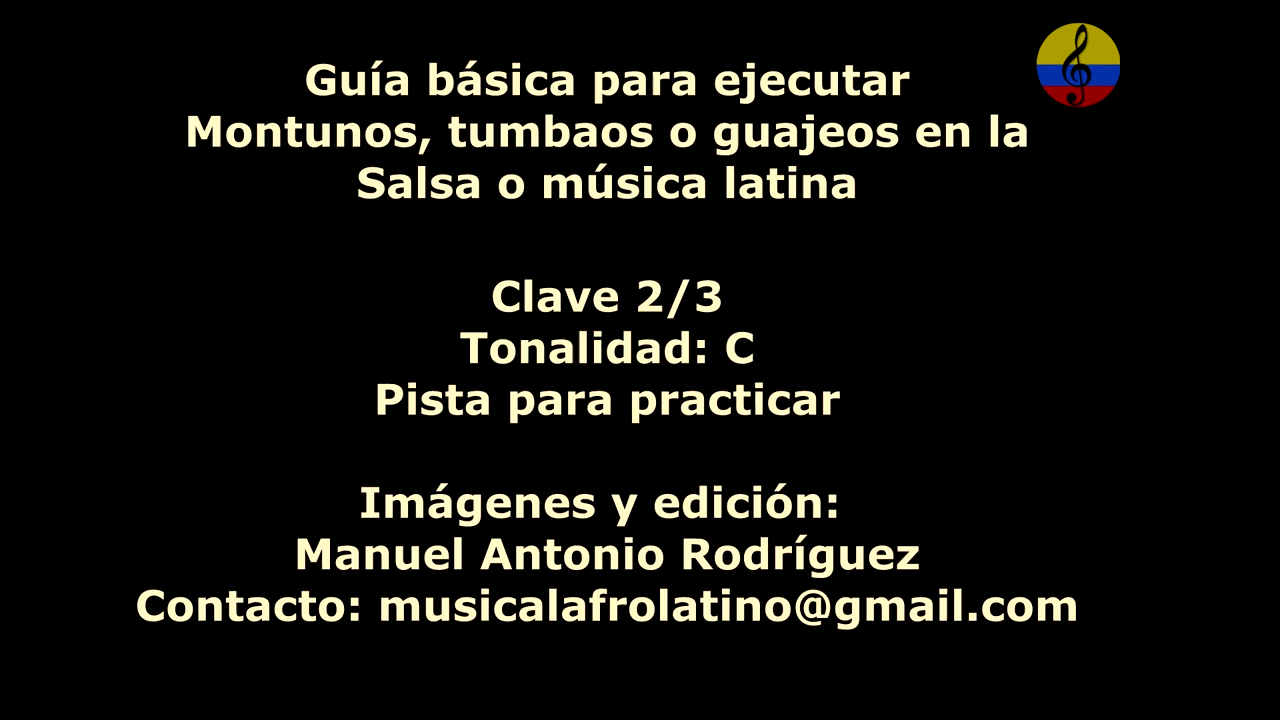 Guía básica para ejecutar
Montunos, tumbaos o guajeos en la
Salsa o música latina
Clave 2/3
Tonalidad: C
Pista para practicar
Imágenes y edición:
Manuel Antonio Rodríguez
Contacto: musicalafrolatino@gmail.com